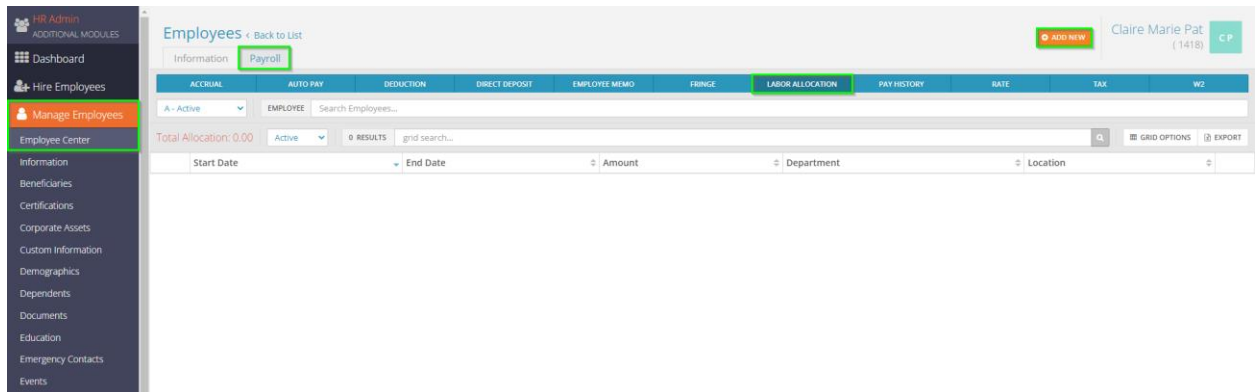 HR Admin
ADDITIONAL MODULES
Dashboard
Hire Employees
Manage Employees
Employee Center
Information
Beneficiaries
Certifications
Corporate Assets
Custom Information
Demographics
Dependents
Documents
Education
Emergency Contacts
Events
Employees ‹ Back to List
ADD NEW
Claire Marie Pat
( 1418)
CP
Information Payroll
ACCRUAL AUTO PAY DEDUCTION DIRECT DEPOSIT EMPLOYEE MEMO FRINGE LABOR ALLOCATION PAY HISTORY RATE TAX W2
A - Active EMPLOYEE Search Employees...
Total Allocation: 0.00 Active 0 RESULTS grid search... GRID OPTIONS EXPORT
Start Date End Date Amount Department Location